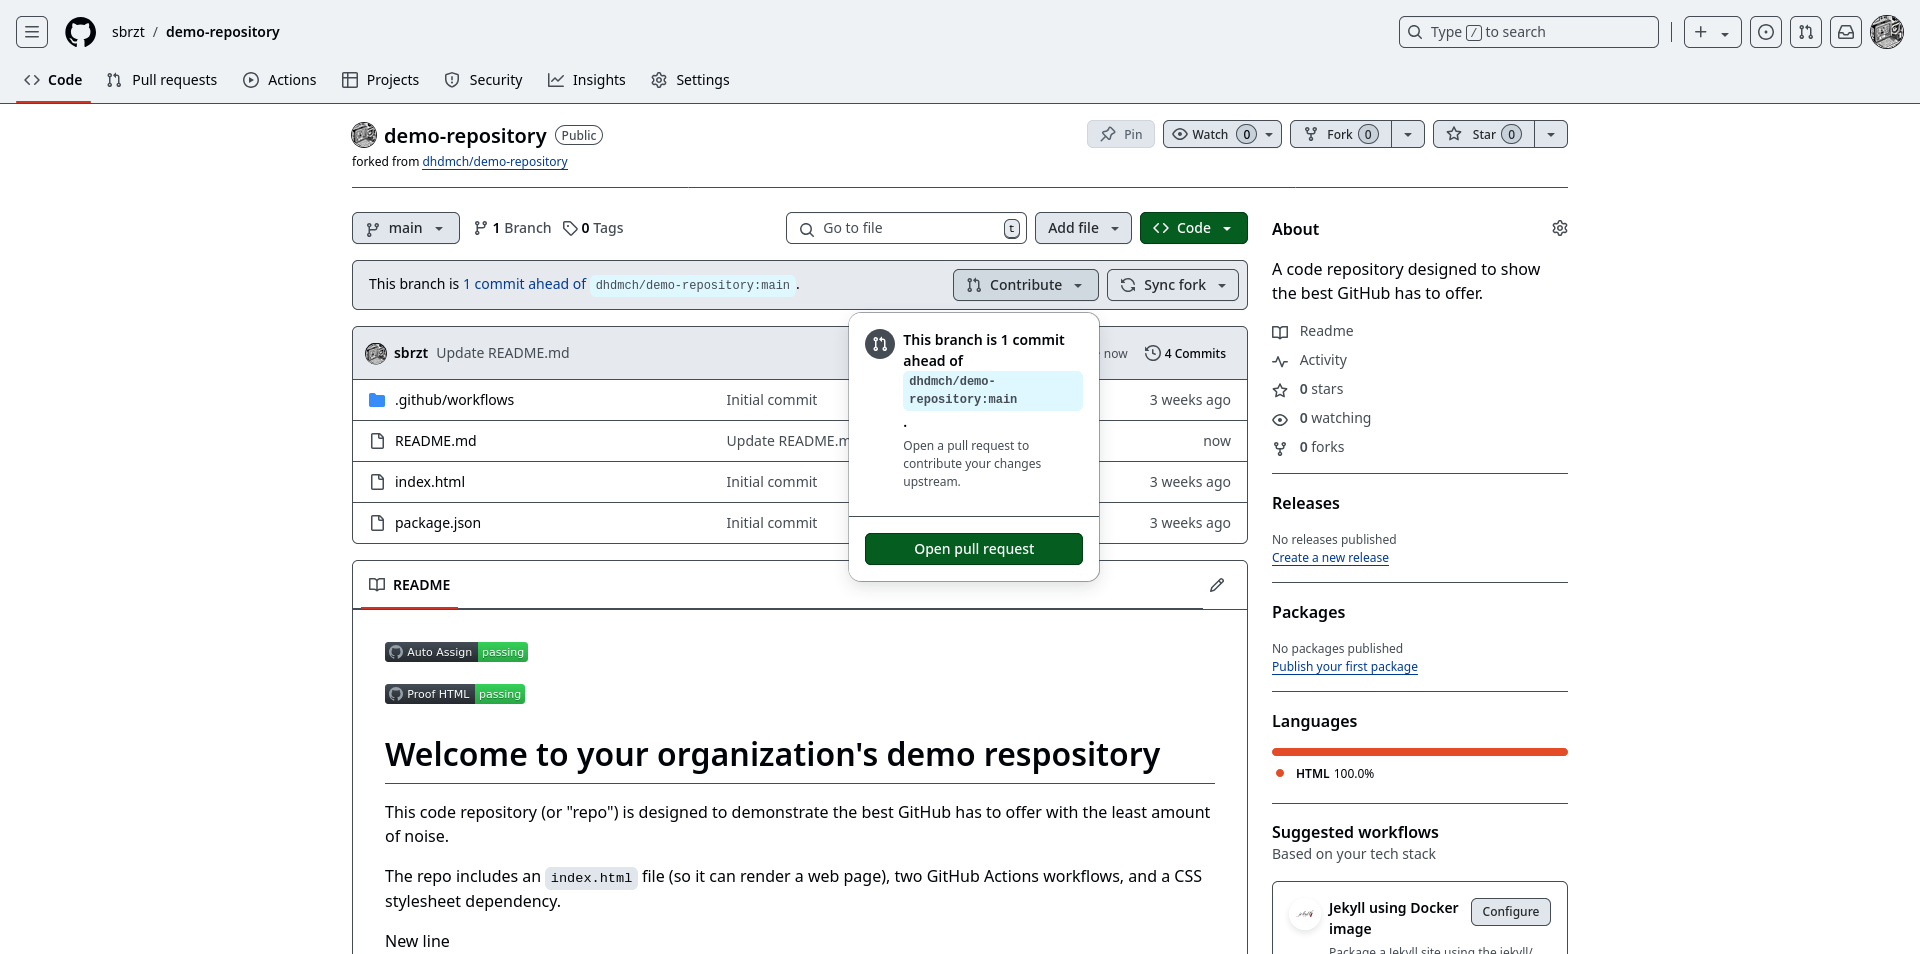 sbrzt / demo-repository
Type / to search
Code
Pull requests
Actions
Projects
Security
Insights
Settings
demo-repository Public
forked from dhdmch/demo-repository
Pin
Watch 0
Fork 0
Star 0
main
1 Branch
0 Tags
Go to file t
Add file
Code
This branch is 1 commit ahead of dhdmch/demo-repository:main .
Contribute
Sync fork
This branch is 1 commit
ahead of
dhdmch/demo-
repository:main
.
Open a pull request to
contribute your changes
upstream.
Open pull request
sbrzt Update README.md
now
4 Commits
.github/workflows Initial commit 3 weeks ago
README.md Update README.m now
index.html Initial commit 3 weeks ago
package.json Initial commit 3 weeks ago
README
Auto Assign passing
Proof HTML passing
Welcome to your organization's demo respository
This code repository (or "repo") is designed to demonstrate the best GitHub has to offer with the least amount
of noise.
The repo includes an index.html file (so it can render a web page), two GitHub Actions workflows, and a CSS
stylesheet dependency.
New line
About
A code repository designed to show
the best GitHub has to offer.
Readme
Activity
0 stars
0 watching
0 forks
Releases
No releases published
Create a new release
Packages
No packages published
Publish your first package
Languages
HTML 100.0%
Suggested workflows
Based on your tech stack
Jekyll using Docker
image
Configure
Package a Jekyll site using the jekyll/